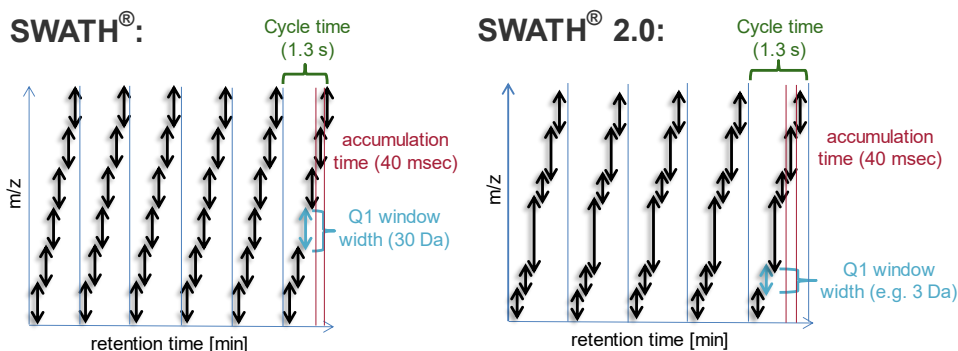 SWATH®:
Cycle time
(1.3 s)
accumulation
time (40 msec)
Q1 window
width (30 Da)
m/z
retention time [min]
SWATH® 2.0:
Cycle time
(1.3 s)
accumulation
time (40 msec)
Q1 window
width (e.g. 3 Da)
m/z
retention time [min]